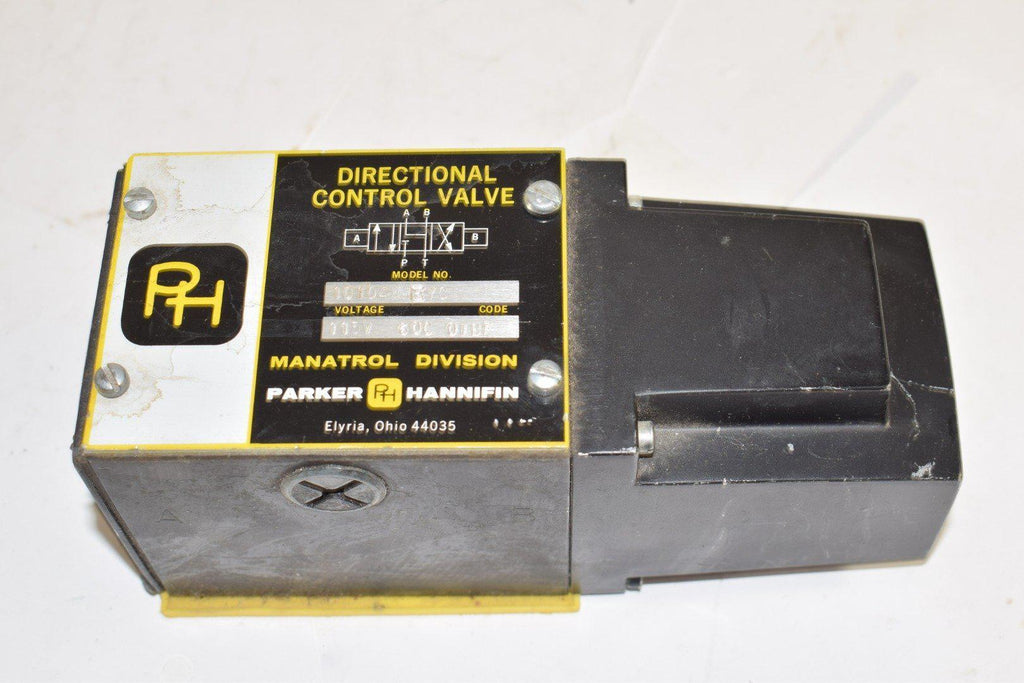 DIRECTIONAL
CONTROL VALVE
A B
A B
P T
MODEL NO.
VOLTAGE CODE
MANATROL DIVISION
PH
PARKER PH HANNIFIN
Elyria, Ohio 44035
A B